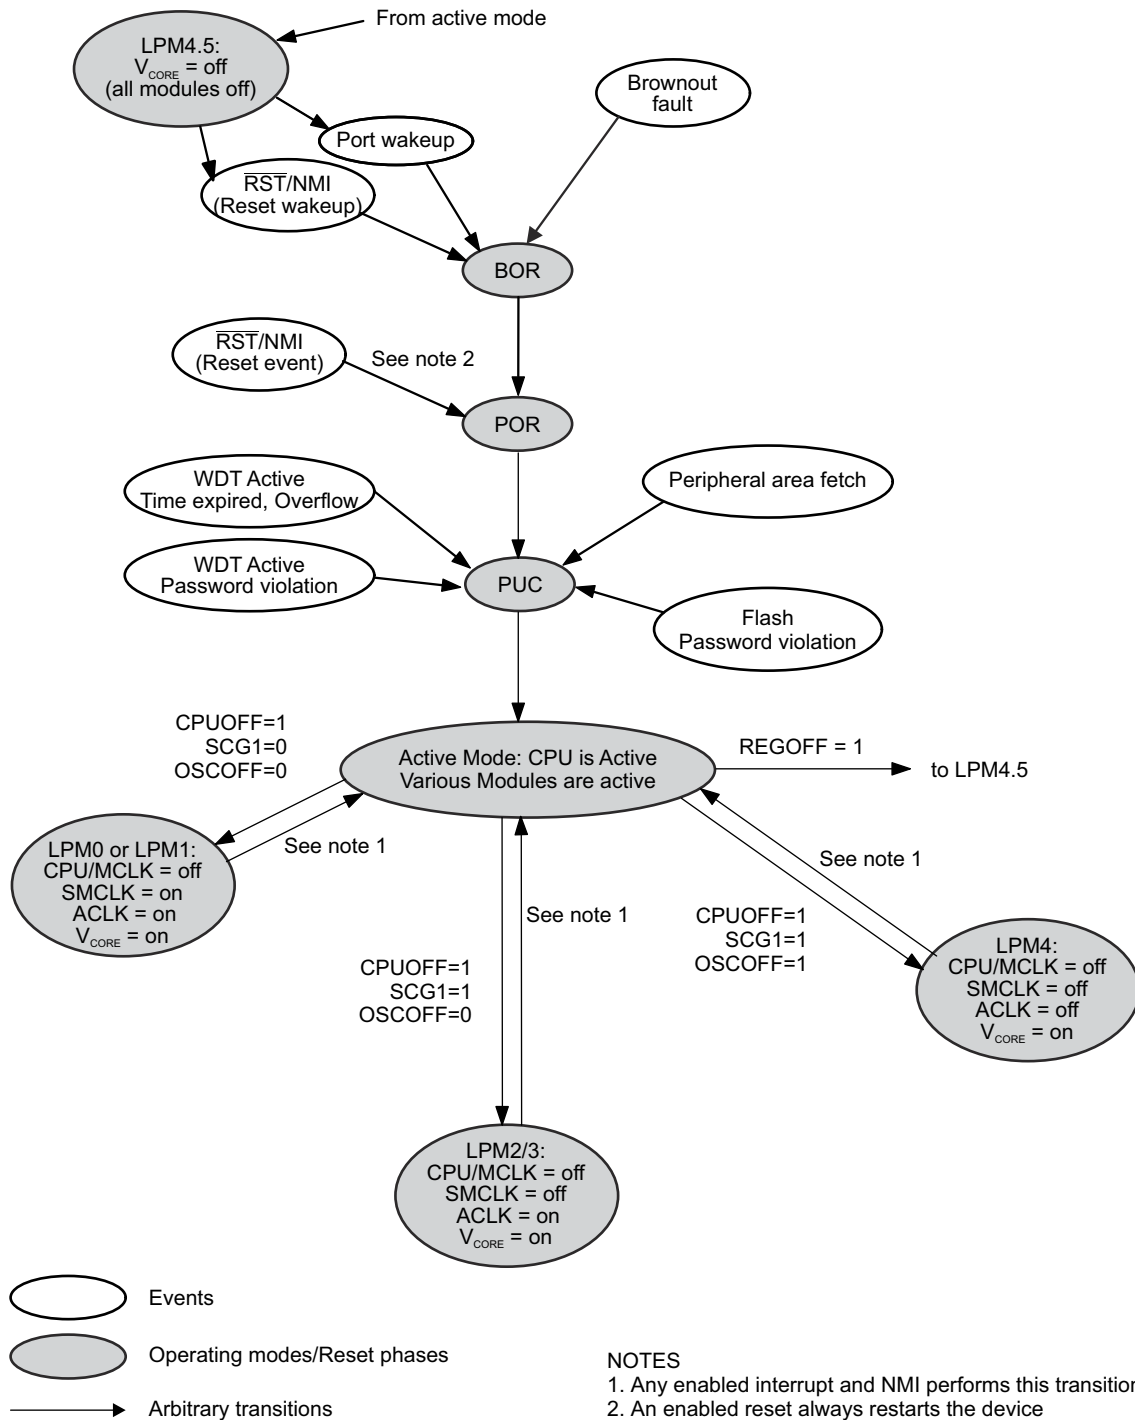 From active mode
LPM4.5:
VCORE = off
(all modules off)
Brownout
fault
Port wakeup
RST/NMI
(Reset wakeup)
BOR
RST/NMI
(Reset event)
See note 2
POR
WDT Active
Time expired, Overflow
Peripheral area fetch
WDT Active
Password violation
PUC
Flash
Password violation
CPUOFF=1
SCG1=0
OSCOFF=0
Active Mode: CPU is Active
Various Modules are active
REGOFF = 1
to LPM4.5
See note 1
LPM0 or LPM1:
CPU/MCLK = off
SMCLK = on
ACLK = on
VCORE = on
See note 1
See note 1
CPUOFF=1
SCG1=1
OSCOFF=1
CPUOFF=1
SCG1=1
OSCOFF=0
LPM4:
CPU/MCLK = off
SMCLK = off
ACLK = off
VCORE = on
LPM2/3:
CPU/MCLK = off
SMCLK = off
ACLK = on
VCORE = on
Events
Operating modes/Reset phases
Arbitrary transitions
NOTES
1. Any enabled interrupt and NMI performs this transition
2. An enabled reset always restarts the device